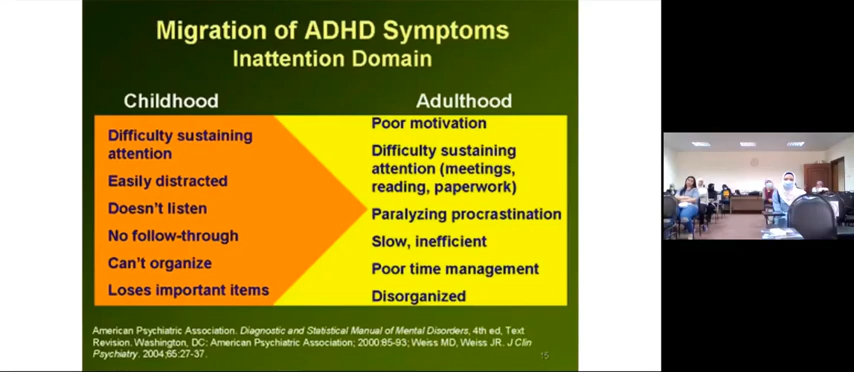 Migration of ADHD Symptoms
Inattention Domain
Childhood
Difficulty sustaining
attention
Easily distracted
Doesn't listen
No follow-through
Can't organize
Loses important items
Adulthood
Poor motivation
Difficulty sustaining
attention (meetings,
reading, paperwork)
Paralyzing procrastination
Slow, inefficient
Poor time management
Disorganized
American Psychiatric Association. Diagnostic and Statistical Manual of Mental Disorders, 4th ed, Text
Revision. Washington, DC: American Psychiatric Association; 2000:85-93; Weiss MD, Weiss JR. J Clin
Psychiatry. 2004;65:27-37.
15